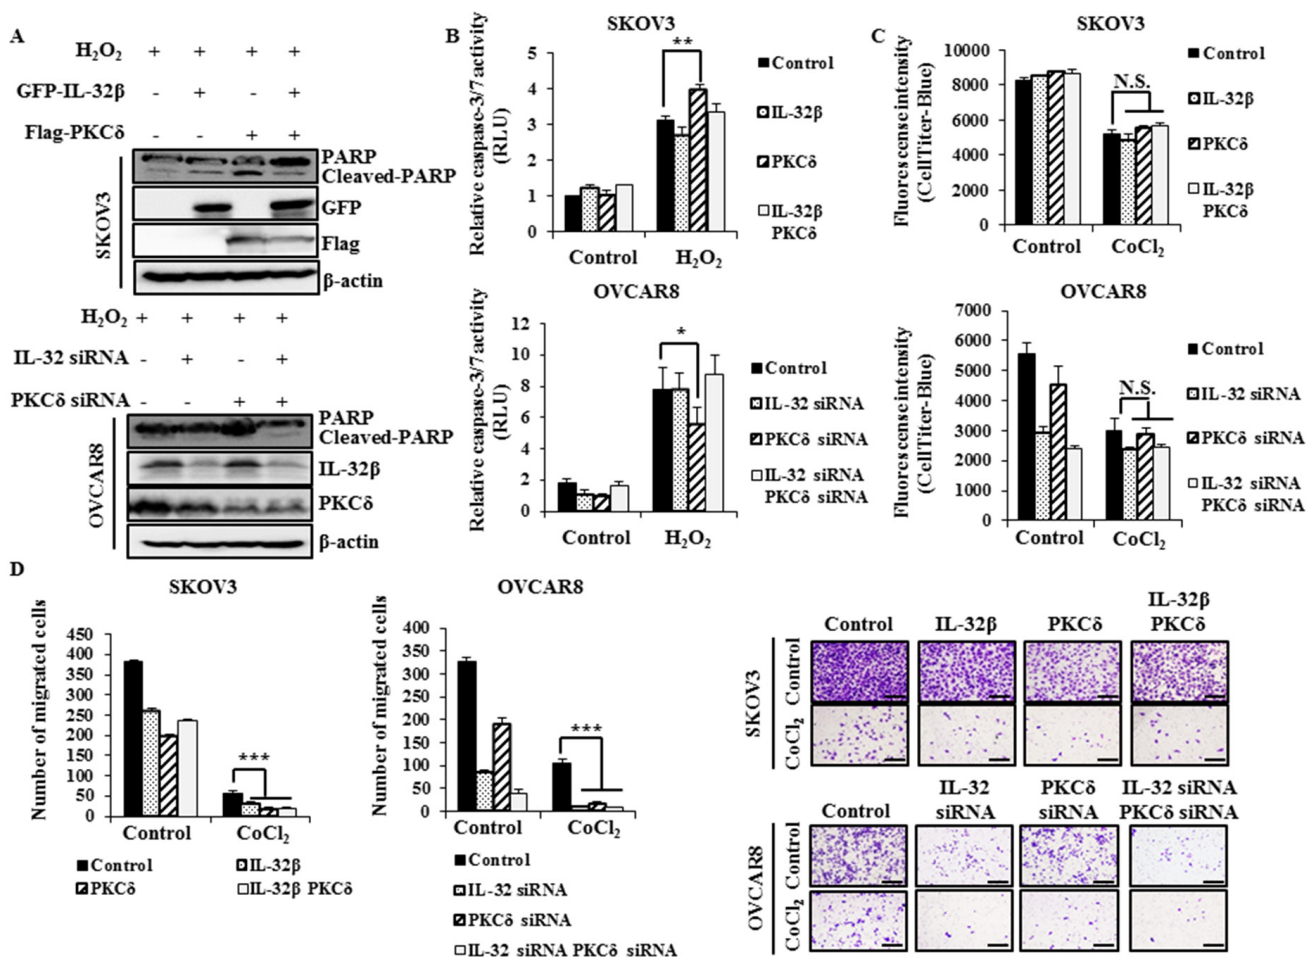 A
H₂O₂ + + + +
GFP-IL-32β - + - +
Flag-PKCδ - - + +
SKOV3
PARP
Cleaved-PARP
GFP
Flag
β-actin
H₂O₂ + + + +
IL-32 siRNA - + - +
PKCδ siRNA - - + +
OVCAR8
PARP
Cleaved-PARP
IL-32β
PKCδ
β-actin
B
SKOV3
Relative caspase-3/7 activity
(RLU)
5
4
3
2
1
0
**
Control
H₂O₂
Control
IL-32β
PKCδ
IL-32β
PKCδ
OVCAR8
Relative caspase-3/7 activity
(RLU)
12
10
8
6
4
2
0
*
Control
H₂O₂
Control
IL-32 siRNA
PKCδ siRNA
IL-32 siRNA
PKCδ siRNA
C
SKOV3
Fluorescense intensity
(CellTiter-Blue)
10000
8000
6000
4000
2000
0
N.S.
Control
CoCl₂
Control
IL-32β
PKCδ
IL-32β
PKCδ
OVCAR8
Fluorescense intensity
(CellTiter-Blue)
7000
6000
5000
4000
3000
2000
1000
0
N.S.
Control
CoCl₂
Control
IL-32 siRNA
PKCδ siRNA
IL-32 siRNA
PKCδ siRNA
D
SKOV3
Number of migrated cells
450
400
350
300
250
200
150
100
50
0
***
Control
CoCl₂
Control
IL-32β
PKCδ
IL-32β PKCδ
OVCAR8
Number of migrated cells
400
350
300
250
200
150
100
50
0
***
Control
CoCl₂
Control
IL-32 siRNA
PKCδ siRNA
IL-32 siRNA PKCδ siRNA
Control
IL-32β
PKCδ
IL-32β
PKCδ
SKOV3
Control
CoCl₂
Control
IL-32
siRNA
PKCδ
siRNA
IL-32 siRNA
PKCδ siRNA
OVCAR8
Control
CoCl₂